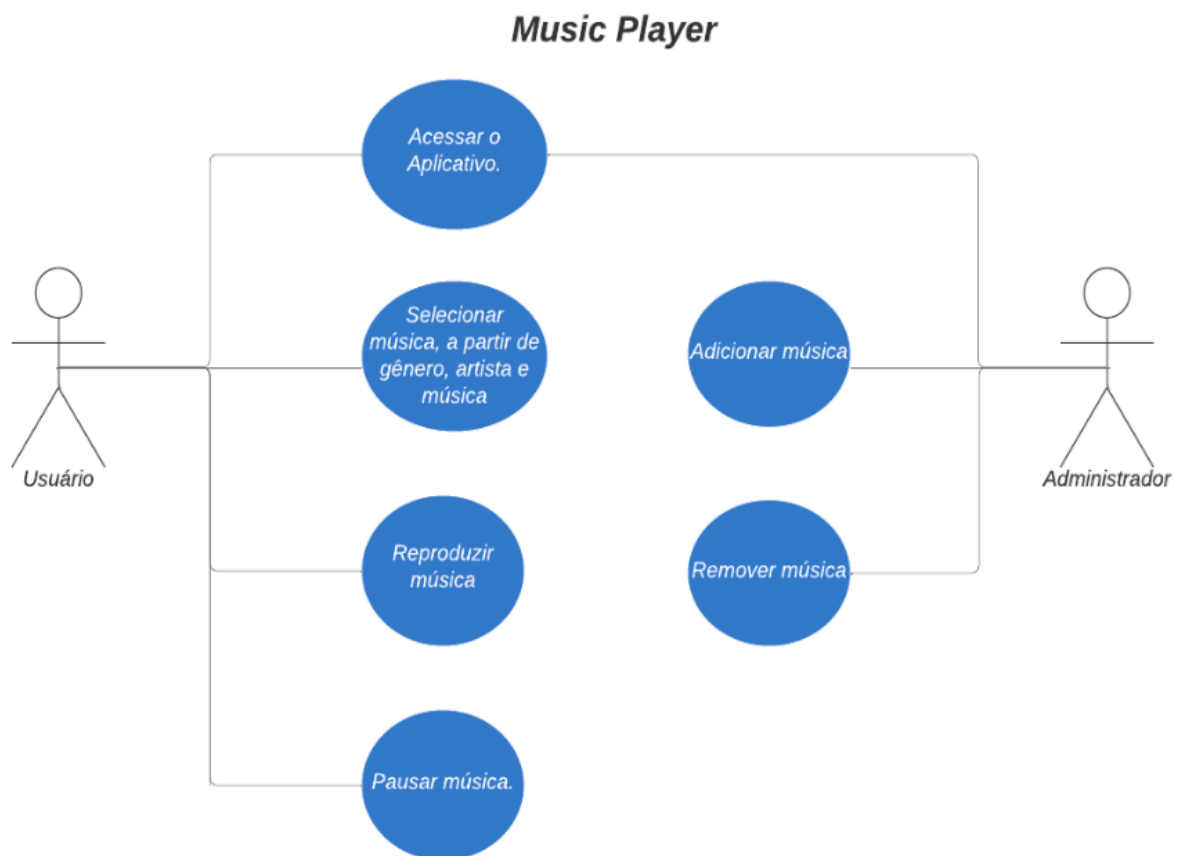 Music Player
Acessar o
Aplicativo.
Selecionar
música, a partir de
gênero, artista e
música
Adicionar música
Usuário
Administrador
Reproduzir
música
Remover música
Pausar música.